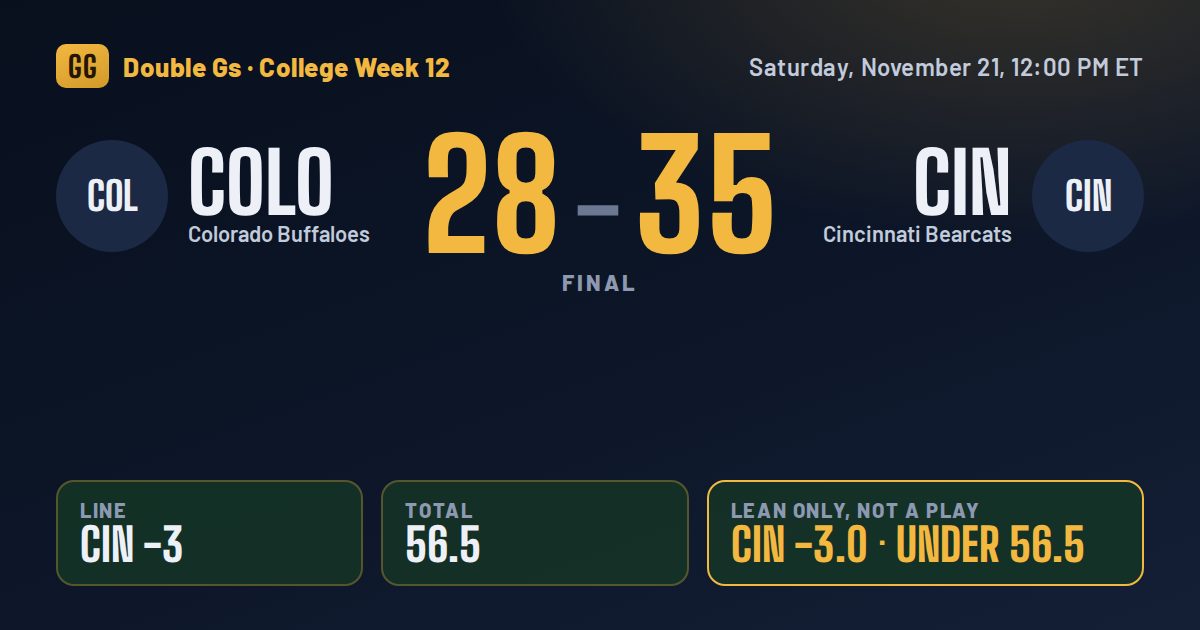 GG Double Gs · College Week 12
Saturday, November 21, 12:00 PM ET
COL
COLO
Colorado Buffaloes
28 – 35
FINAL
CIN
Cincinnati Bearcats
CIN
LINE
CIN −3
TOTAL
56.5
LEAN ONLY, NOT A PLAY
CIN −3.0 · UNDER 56.5